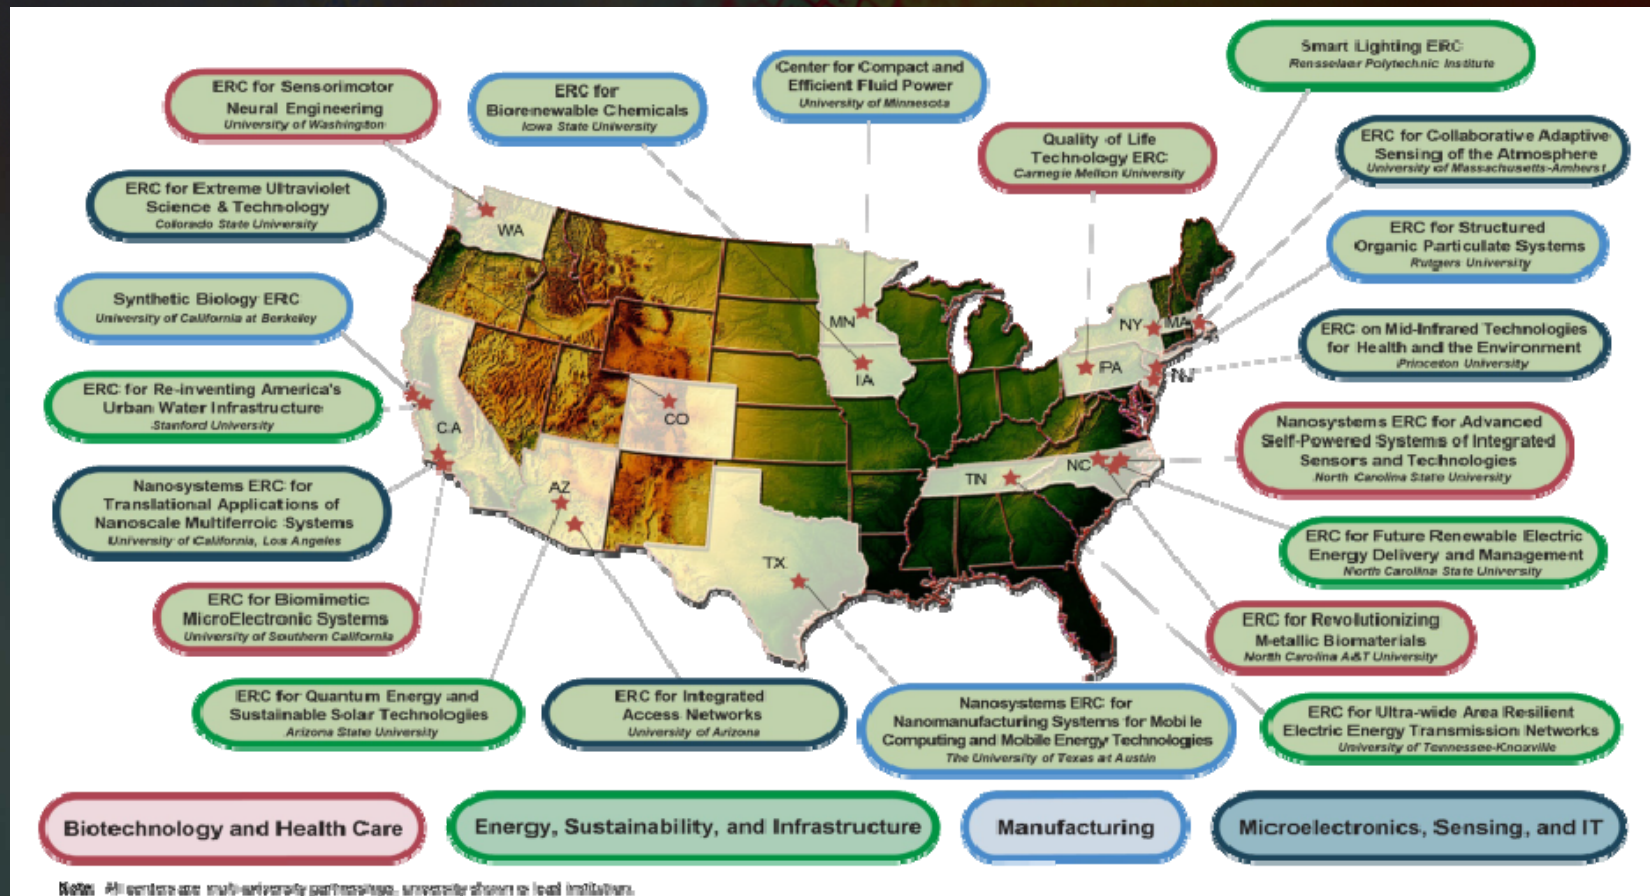 Smart Lighting ERC
Rensselaer Polytechnic Institute
Center for Compact and
Efficient Fluid Power
University of Minnesota
ERC for Sensorimotor
Neural Engineering
University of Washington
ERC for
Biorenewable Chemicals
Iowa State University
Quality of Life
Technology ERC
Carnegie Mellon University
ERC for Collaborative Adaptive
Sensing of the Atmosphere
University of Massachusetts-Amherst
ERC for Extreme Ultraviolet
Science & Technology
Colorado State University
ERC for Structured
Organic Particulate Systems
Rutgers University
Synthetic Biology ERC
University of California at Berkeley
ERC on Mid-Infrared Technologies
for Health and the Environment
Princeton University
ERC for Re-inventing America's
Urban Water Infrastructure
Stanford University
Nanosystems ERC for Advanced
Self-Powered Systems of Integrated
Sensors and Technologies
North Carolina State University
Nanosystems ERC for
Translational Applications of
Nanoscale Multiferroic Systems
University of California, Los Angeles
ERC for Future Renewable Electric
Energy Delivery and Management
North Carolina State University
ERC for Biomimetic
MicroElectronic Systems
University of Southern California
ERC for Revolutionizing
Metallic Biomaterials
North Carolina A&T University
ERC for Quantum Energy and
Sustainable Solar Technologies
Arizona State University
ERC for Integrated
Access Networks
University of Arizona
Nanosystems ERC for
Nanomanufacturing Systems for Mobile
Computing and Mobile Energy Technologies
The University of Texas at Austin
ERC for Ultra-wide Area Resilient
Electric Energy Transmission Networks
University of Tennessee-Knoxville
WA
MN
IA
NY
MA
PA
NJ
CO
CA
AZ
TX
TN
NC
Biotechnology and Health Care
Energy, Sustainability, and Infrastructure
Manufacturing
Microelectronics, Sensing, and IT
Note: All centers are multi-university partnerships, university shown is lead institution.